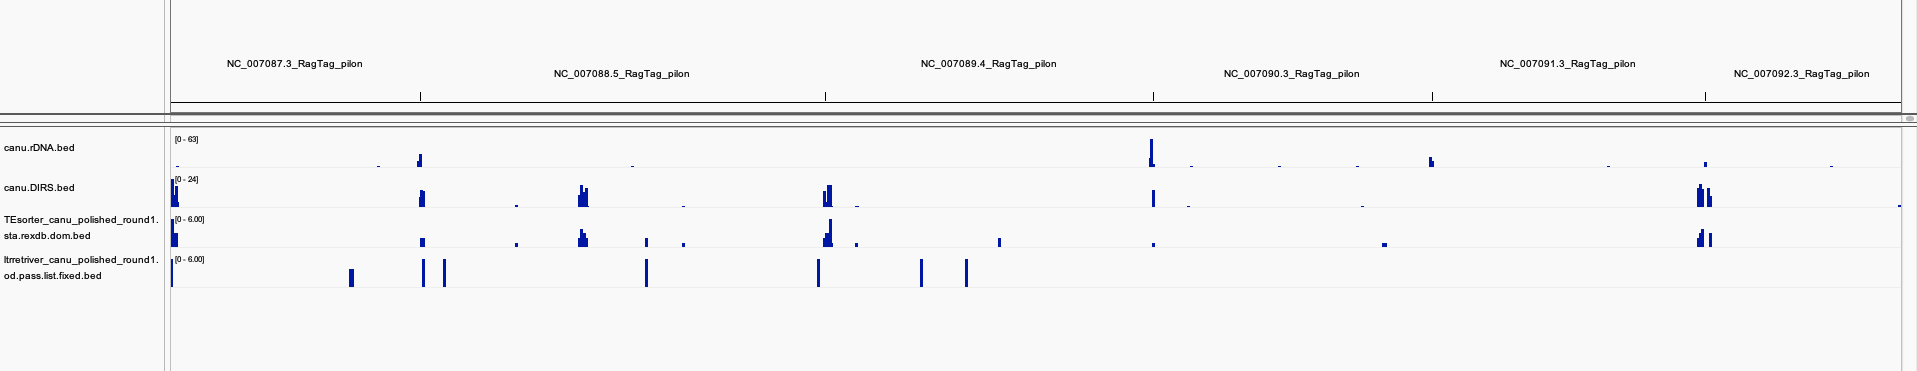 NC_007087.3_RagTag_pilon
NC_007088.5_RagTag_pilon
NC_007089.4_RagTag_pilon
NC_007090.3_RagTag_pilon
NC_007091.3_RagTag_pilon
NC_007092.3_RagTag_pilon
canu.rDNA.bed
[0 - 63]
canu.DIRS.bed
[0 - 24]
TEsorter_canu_polished_round1.
sta.rexdb.dom.bed
[0 - 6.00]
ltrretriver_canu_polished_round1.
od.pass.list.fixed.bed
[0 - 6.00]